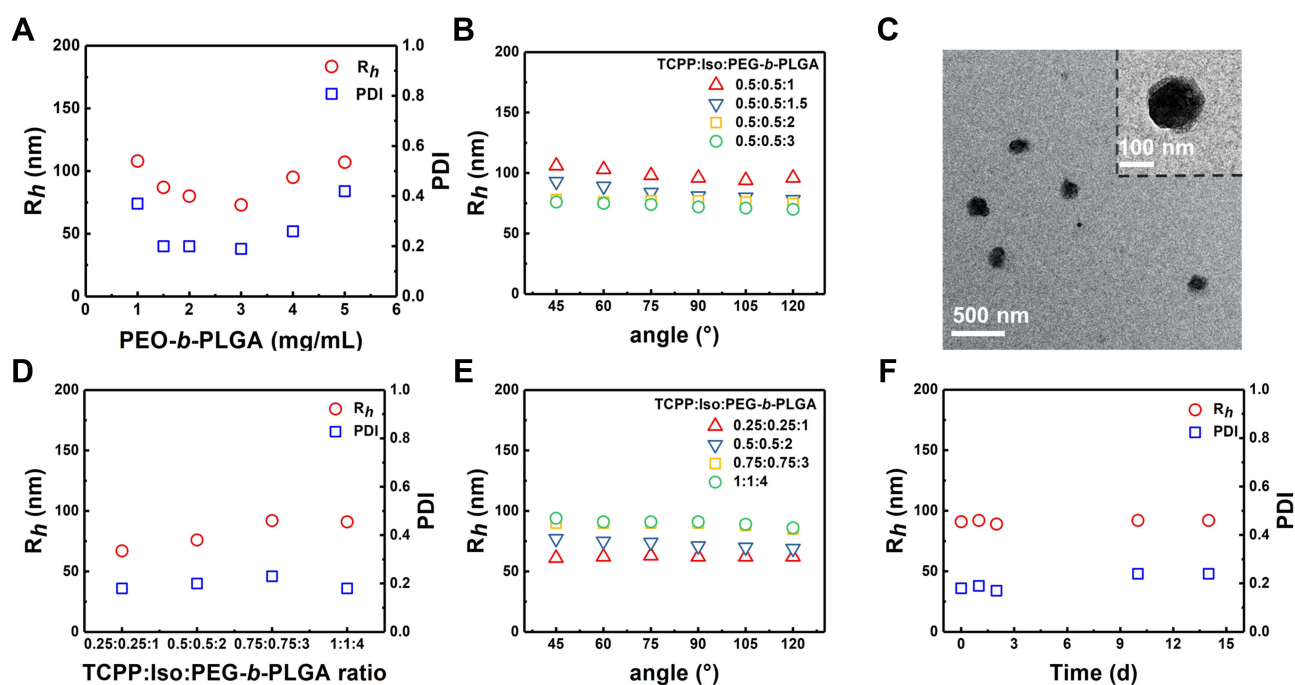 A
200
150
100
50
0
R_h (nm)
1.0
0.8
0.6
0.4
0.2
0.0
PDI
R_h
PDI
0 1 2 3 4 5 6
PEO-b-PLGA (mg/mL)
B
200
150
100
50
0
R_h (nm)
TCPP:Iso:PEG-b-PLGA
0.5:0.5:1
0.5:0.5:1.5
0.5:0.5:2
0.5:0.5:3
45 60 75 90 105 120
angle (°)
C
100 nm
500 nm
D
200
150
100
50
0
R_h (nm)
1.0
0.8
0.6
0.4
0.2
0.0
PDI
R_h
PDI
0.25:0.25:1 0.5:0.5:2 0.75:0.75:3 1:1:4
TCPP:Iso:PEG-b-PLGA ratio
E
200
150
100
50
0
R_h (nm)
TCPP:Iso:PEG-b-PLGA
0.25:0.25:1
0.5:0.5:2
0.75:0.75:3
1:1:4
45 60 75 90 105 120
angle (°)
F
200
150
100
50
0
R_h (nm)
1.0
0.8
0.6
0.4
0.2
0.0
PDI
R_h
PDI
0 3 6 9 12 15
Time (d)